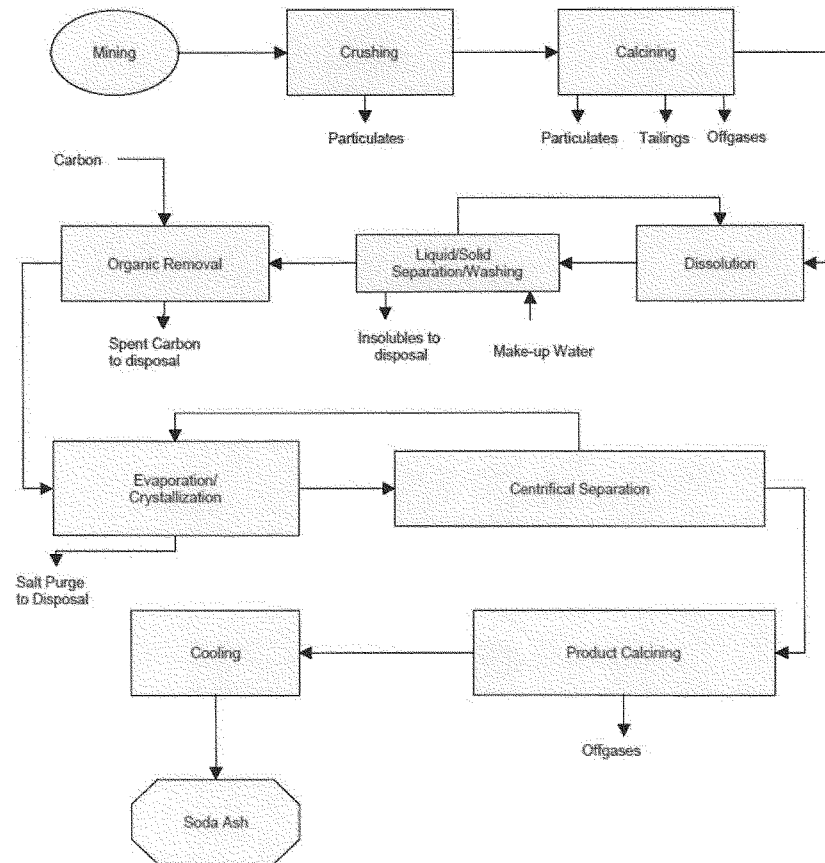 Mining
Crushing
Calcining
Particulates
Particulates
Tailings
Offgases
Carbon
Organic Removal
Liquid/Solid
Separation/Washing
Dissolution
Spent Carbon
to disposal
Insolubles to
disposal
Make-up Water
Evaporation/
Crystallization
Centrifical Separation
Salt Purge
to Disposal
Cooling
Product Calcining
Offgases
Soda Ash